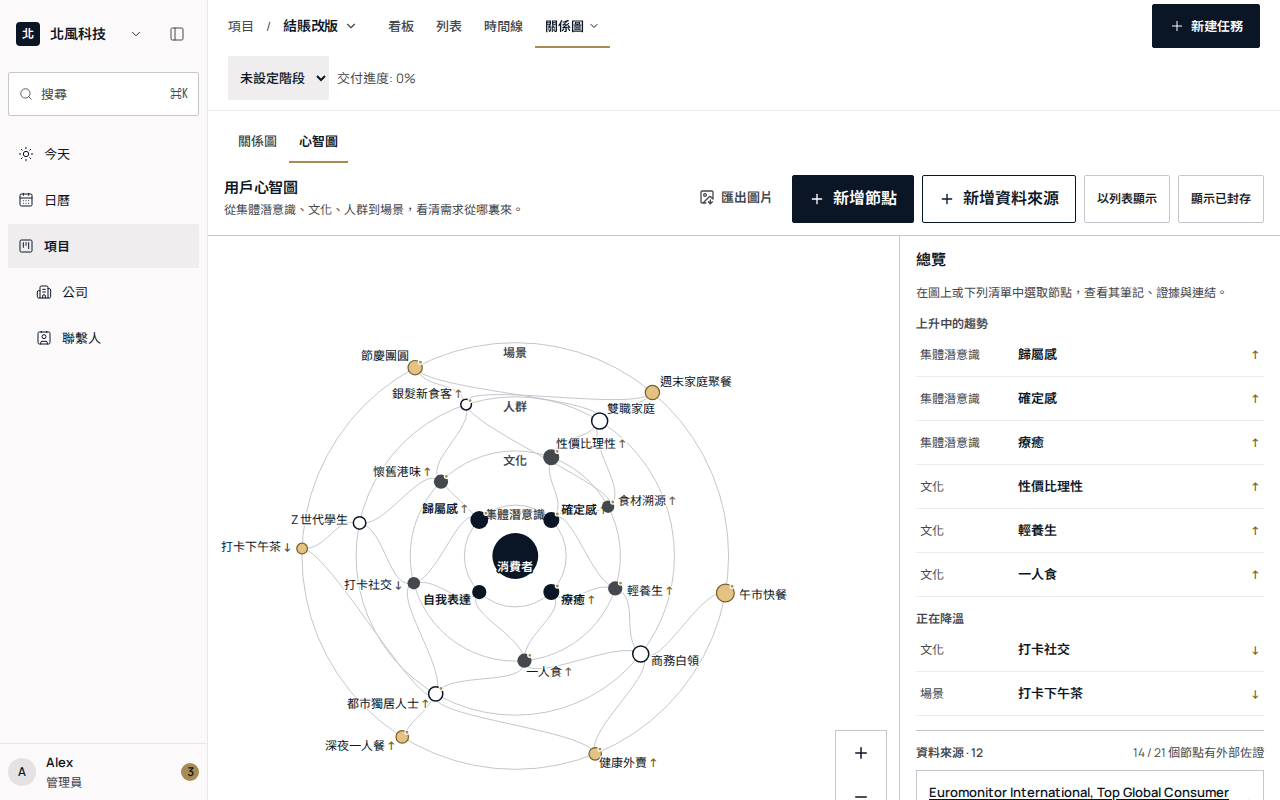 北 北風科技
搜尋 ⌘K
今天
日曆
項目
公司
聯繫人
Alex
管理員
3
項目 / 結賬改版 看板 列表 時間線 關係圖
+ 新建任務
未設定階段 交付進度: 0%
關係圖 心智圖
用戶心智圖
從集體潛意識、文化、人群到場景，看清需求從哪裏來。
匯出圖片 + 新增節點 + 新增資料來源 以列表顯示 顯示已封存
場景
節慶團圓
週末家庭聚餐
銀髮新食客 ↑
人群
雙職家庭
性價比理性 ↑
文化
懷舊港味 ↑
食材溯源 ↑
歸屬感 ↑
集體潛意識
確定感 ↑
Z 世代學生
打卡下午茶 ↓
消費者
打卡社交 ↓
自我表達
療癒 ↑
輕養生 ↑
午市快餐
一人食 ↑
商務白領
都市獨居人士 ↑
深夜一人餐 ↑
健康外賣 ↑
+
−
總覽
在圖上或下列清單中選取節點，查看其筆記、證據與連結。
上升中的趨勢
集體潛意識 歸屬感 ↑
集體潛意識 確定感 ↑
集體潛意識 療癒 ↑
文化 性價比理性 ↑
文化 輕養生 ↑
文化 一人食 ↑
正在降溫
文化 打卡社交 ↓
場景 打卡下午茶 ↓
資料來源 · 12 14 / 21 個節點有外部佐證
Euromonitor International, Top Global Consumer